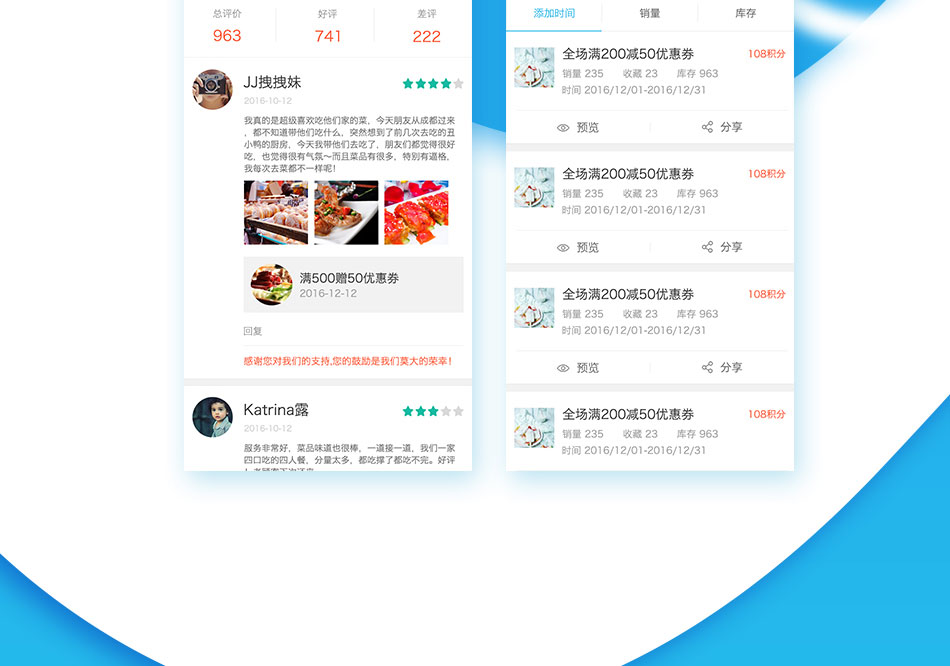 总评价 好评 差评
963 741 222
JJ拽拽妹
2016-10-12
我真的是超级喜欢吃他们家的菜，今天朋友从成都过来
，都不知道带他们吃什么，突然想到了前几次去吃的丑
小鸭的厨房，今天我带他们去吃了，朋友们都觉得很好
吃，也觉得很有气氛～而且菜品有很多，特别有逼格，
我每次去菜都不一样呢！
满500赠50优惠券
2016-12-12
回复
感谢您对我们的支持,您的鼓励是我们莫大的荣幸！
Katrina露
2016-10-12
服务非常好，菜品味道也很棒，一道接一道，我们一家
四口吃的四人餐，分量太多，都吃撑了都吃不完。好评
添加时间 销量 库存
全场满200减50优惠券 108积分
销量 235 收藏 23 库存 963
时间 2016/12/01-2016/12/31
预览 分享
全场满200减50优惠券 108积分
销量 235 收藏 23 库存 963
时间 2016/12/01-2016/12/31
预览 分享
全场满200减50优惠券 108积分
销量 235 收藏 23 库存 963
时间 2016/12/01-2016/12/31
预览 分享
全场满200减50优惠券 108积分
销量 235 收藏 23 库存 963
时间 2016/12/01-2016/12/31